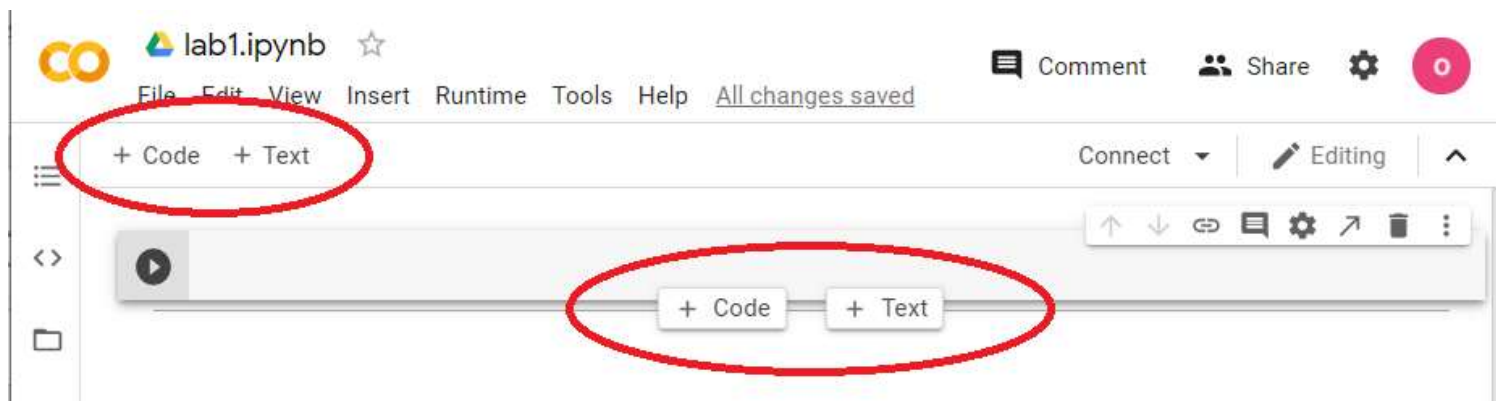 lab1.ipynb
Comment Share O
File Edit View Insert Runtime Tools Help All changes saved
+ Code + Text Connect Editing
+ Code + Text